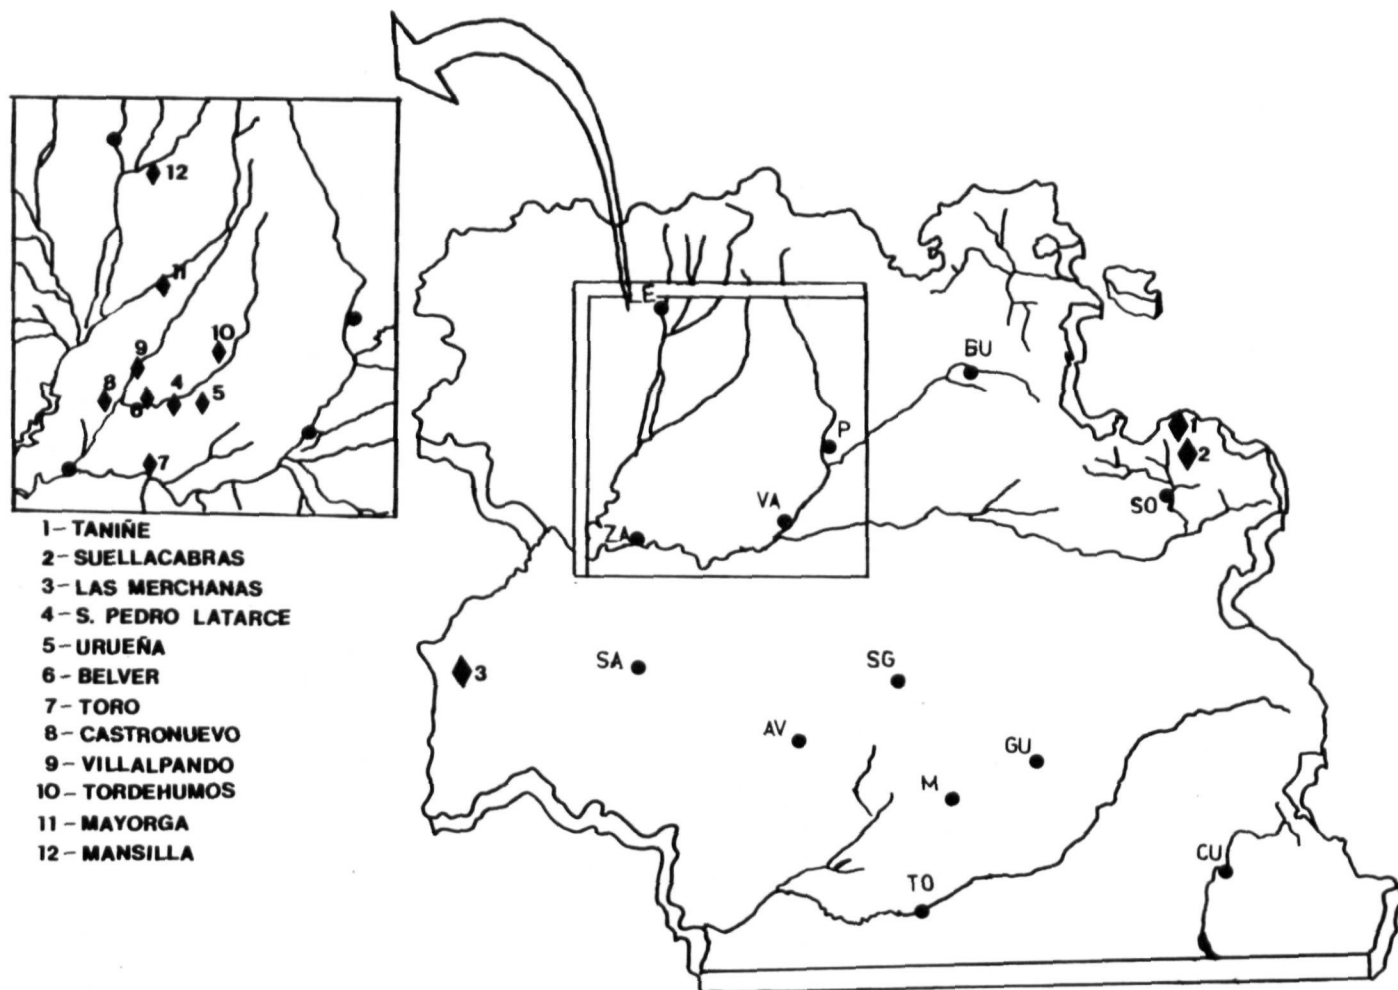 12
11
10
9
8
6
4
5
7
1 – TANIÑE
2 – SUELLACABRAS
3 – LAS MERCHANAS
4 – S. PEDRO LATARCE
5 – URUEÑA
6 – BELVER
7 – TORO
8 – CASTRONUEVO
9 – VILLALPANDO
10 – TORDEHUMOS
11 – MAYORGA
12 – MANSILLA
LE
BU
P
1
2
VA
SO
ZA
3
SA
SG
AV
GU
M
CU
TO